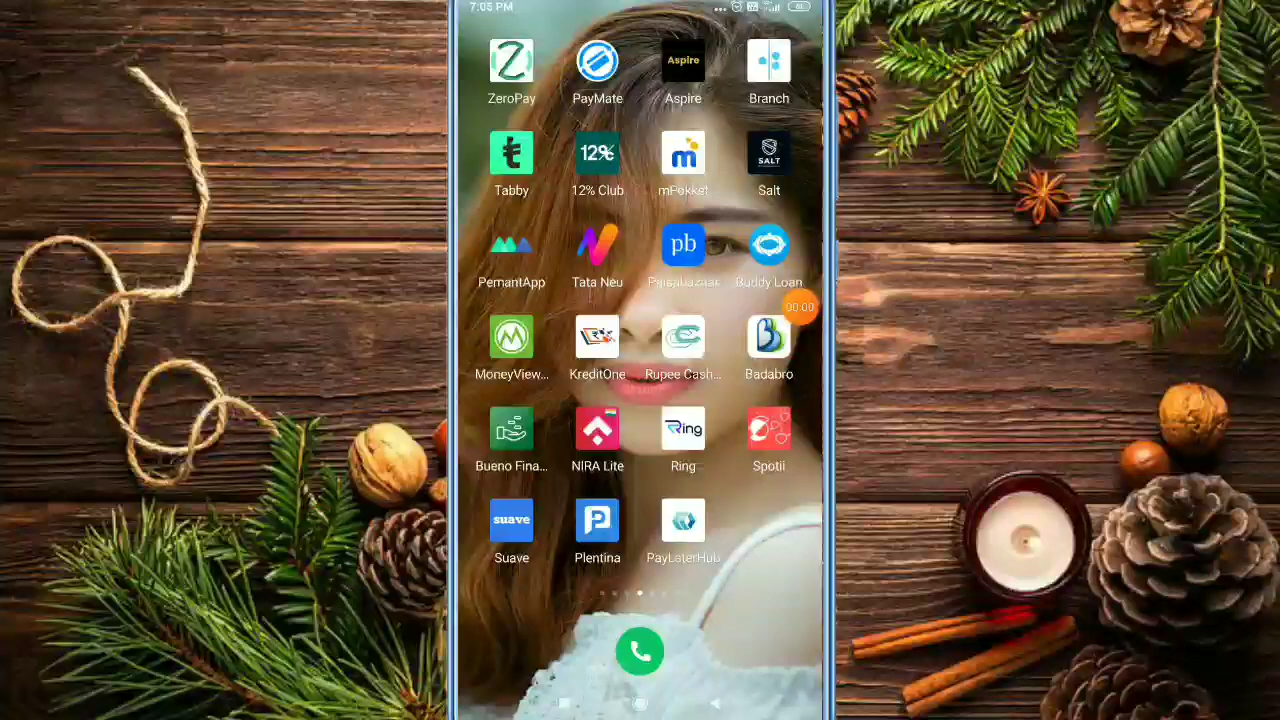 7:05 PM
Aspire
ZeroPay PayMate Aspire Branch
12%
m
SALT
Tabby 12% Club mPokket Salt
pb
PemantApp Tata Neu Paisabazaar Buddy Loan
00:00
MoneyView... KreditOne Rupee Cash... Badabro
Ring
Bueno Fina... NIRA Lite Ring Spotii
suave
Suave Plentina PayLaterHub